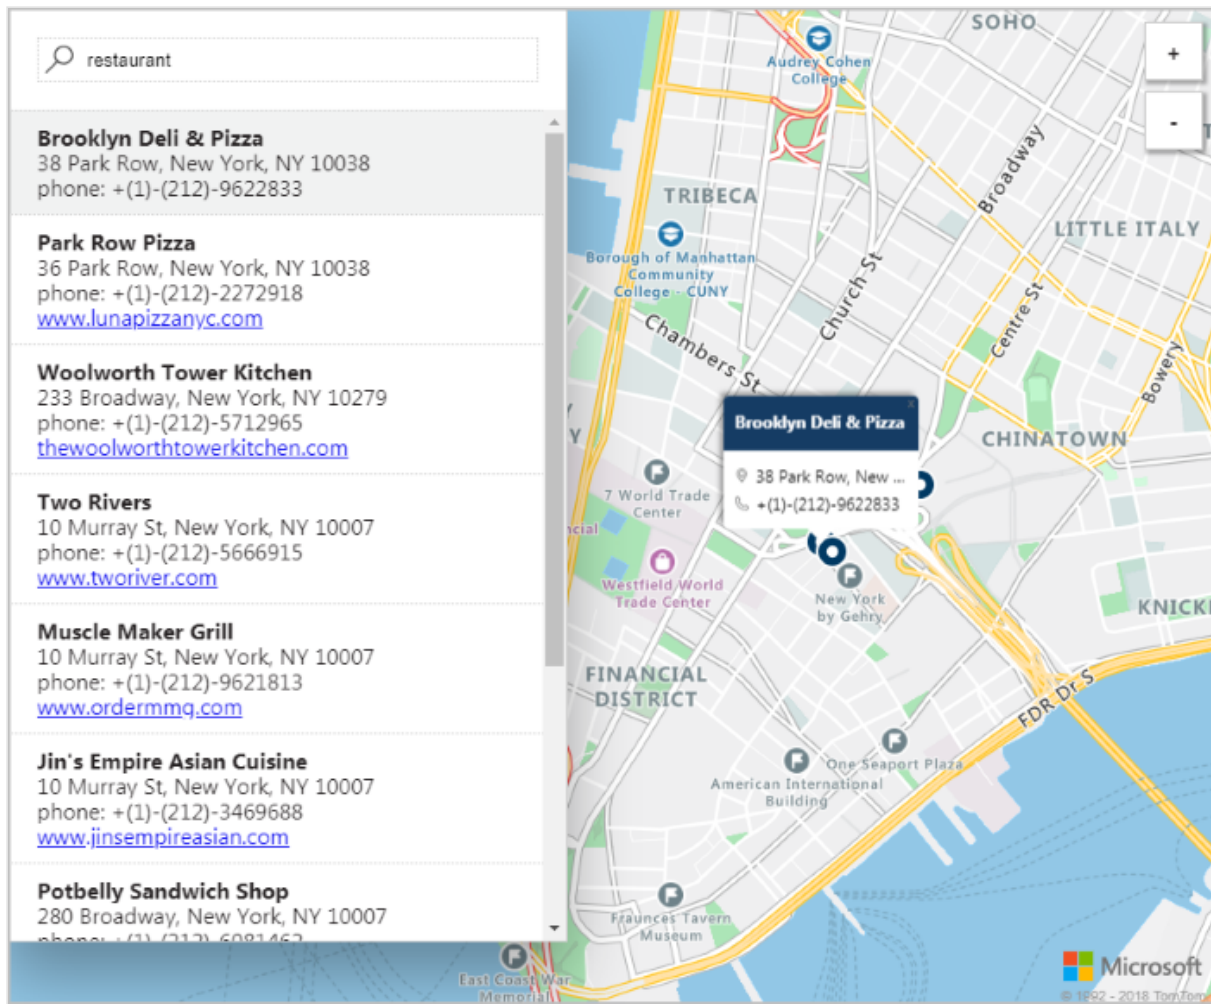 restaurant
Brooklyn Deli & Pizza
38 Park Row, New York, NY 10038
phone: +(1)-(212)-9622833
Park Row Pizza
36 Park Row, New York, NY 10038
phone: +(1)-(212)-2272918
www.lunapizzanyc.com
Woolworth Tower Kitchen
233 Broadway, New York, NY 10279
phone: +(1)-(212)-5712965
thewoolworthtowerkitchen.com
Two Rivers
10 Murray St, New York, NY 10007
phone: +(1)-(212)-5666915
www.tworiver.com
Muscle Maker Grill
10 Murray St, New York, NY 10007
phone: +(1)-(212)-9621813
www.ordermmg.com
Jin's Empire Asian Cuisine
10 Murray St, New York, NY 10007
phone: +(1)-(212)-3469688
www.jinsempireasian.com
Potbelly Sandwich Shop
280 Broadway, New York, NY 10007
SOHO
+
-
Audrey Cohen
College
Broadway
TRIBECA
LITTLE ITALY
Borough of Manhattan
Community
College - CUNY
Church St
Centre St
Chambers St
Bowery
x
Brooklyn Deli & Pizza
38 Park Row, New ...
+(1)-(212)-9622833
CHINATOWN
7 World Trade
Center
Westfield World
Trade Center
New York
by Gehry
KNICK
FINANCIAL
DISTRICT
FDR Dr S
One Seaport Plaza
American International
Building
Fraunces Tavern
Museum
East Coast War
Memorial
Microsoft
© 1992 - 2018 TomTom